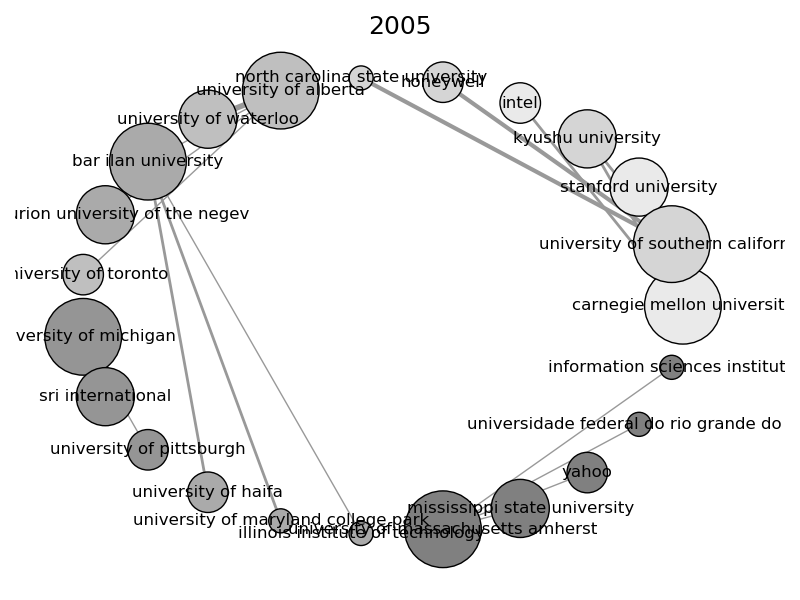 2005
north carolina state university
honeywell
university of alberta
intel
university of waterloo
kyushu university
bar ilan university
stanford university
urion university of the negev
university of southern californ
niversity of toronto
carnegie mellon universit
versity of michigan
information sciences institut
sri international
universidade federal do rio grande do
university of pittsburgh
yahoo
university of haifa
mississippi state university
university of maryland college park
university of massachusetts amherst
illinois institute of technology